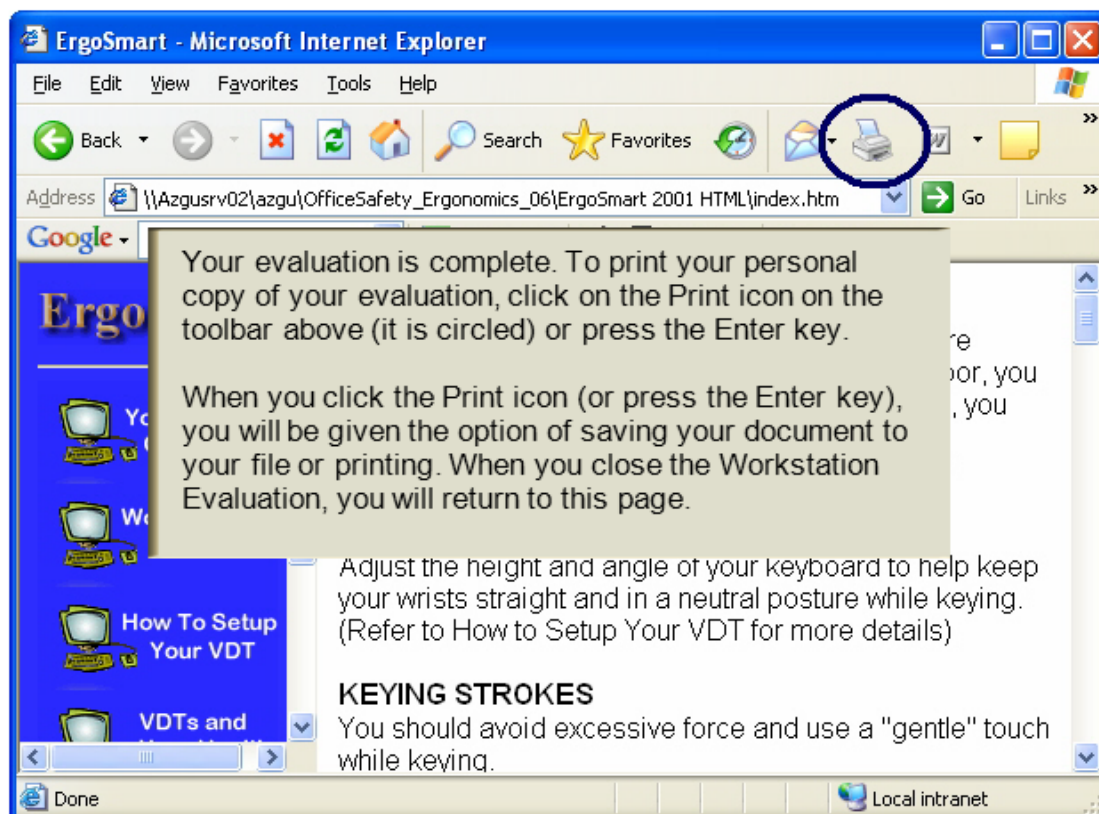 ErgoSmart - Microsoft Internet Explorer
File Edit View Favorites Tools Help
Back Search Favorites
Address \\Azgusrv02\azgu\OfficeSafety_Ergonomics_06\ErgoSmart 2001 HTML\index.htm Go Links
Google
Your evaluation is complete. To print your personal
copy of your evaluation, click on the Print icon on the
toolbar above (it is circled) or press the Enter key.
When you click the Print icon (or press the Enter key),
you will be given the option of saving your document to
your file or printing. When you close the Workstation
Evaluation, you will return to this page.
Ergo
you
, you
How To Setup
Your VDT
VDTs and
Adjust the height and angle of your keyboard to help keep
your wrists straight and in a neutral posture while keying.
(Refer to How to Setup Your VDT for more details)
KEYING STROKES
You should avoid excessive force and use a "gentle" touch
while keying.
Done Local intranet